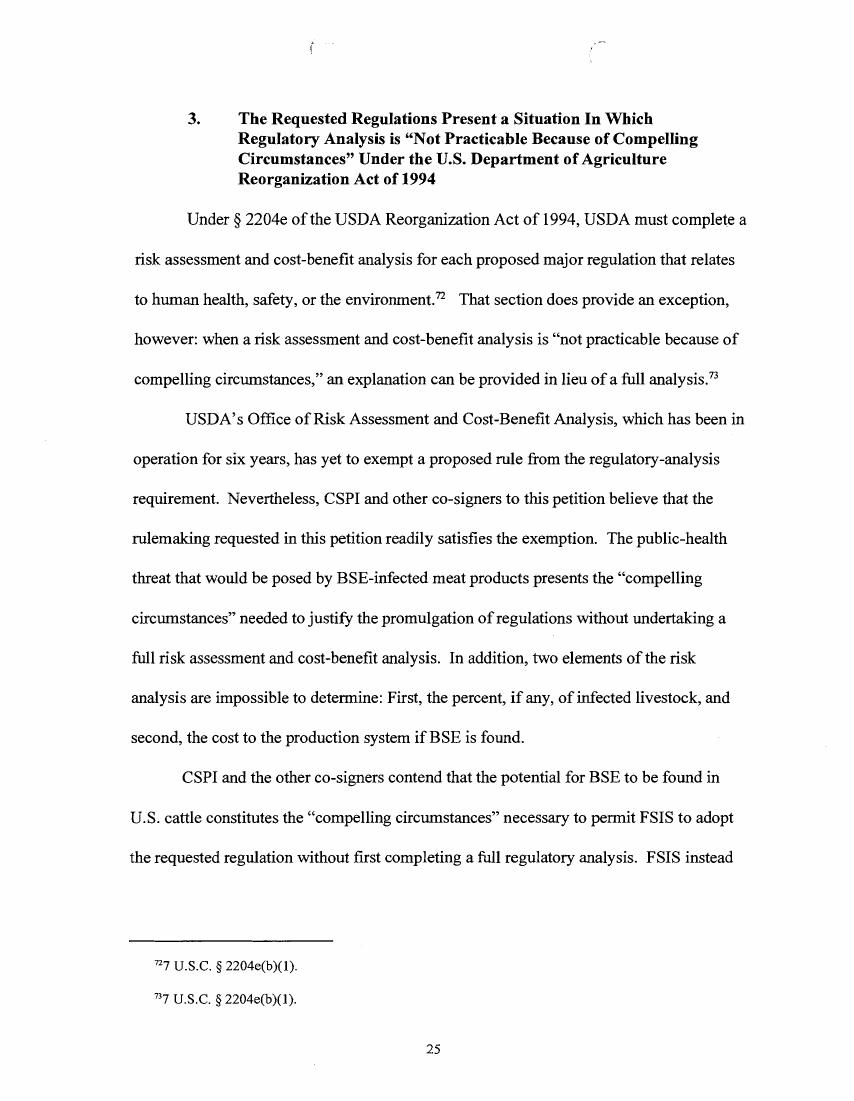 3. The Requested Regulations Present a Situation In Which
Regulatory Analysis is “Not Practicable Because of Compelling
Circumstances” Under the U.S. Department of Agriculture
Reorganization Act of 1994
Under § 2204e of the USDA Reorganization Act of 1994, USDA must complete a
risk assessment and cost-benefit analysis for each proposed major regulation that relates
to human health, safety, or the environment.72 That section does provide an exception,
however: when a risk assessment and cost-benefit analysis is “not practicable because of
compelling circumstances,” an explanation can be provided in lieu of a full analysis.73
USDA’s Office of Risk Assessment and Cost-Benefit Analysis, which has been in
operation for six years, has yet to exempt a proposed rule from the regulatory-analysis
requirement. Nevertheless, CSPI and other co-signers to this petition believe that the
rulemaking requested in this petition readily satisfies the exemption. The public-health
threat that would be posed by BSE-infected meat products presents the “compelling
circumstances” needed to justify the promulgation of regulations without undertaking a
full risk assessment and cost-benefit analysis. In addition, two elements of the risk
analysis are impossible to determine: First, the percent, if any, of infected livestock, and
second, the cost to the production system if BSE is found.
CSPI and the other co-signers contend that the potential for BSE to be found in
U.S. cattle constitutes the “compelling circumstances” necessary to permit FSIS to adopt
the requested regulation without first completing a full regulatory analysis. FSIS instead
727 U.S.C. § 2204e(b)(1).
737 U.S.C. § 2204e(b)(1).
25